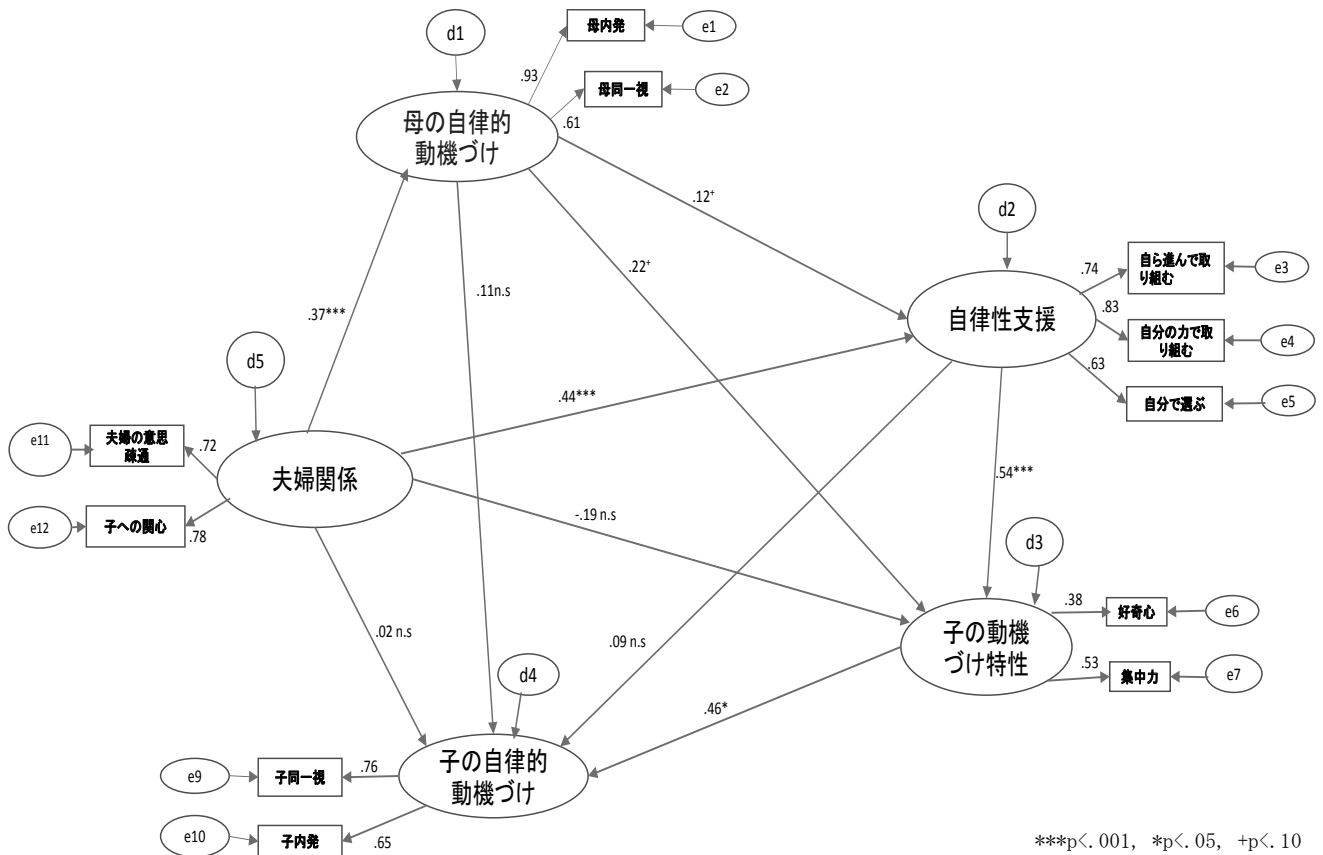 d1
母内発
e1
.93
母同一視
e2
.61
母の自律的
動機づけ
.12⁺
d2
.22⁺
.11n.s
.37***
自ら進んで取
り組む
e3
.74
自律性支援
.83
自分の力で取
り組む
e4
.63
自分で選ぶ
e5
d5
.44***
e11
夫婦の意思
疎通
.72
夫婦関係
e12
子への関心
.78
-.19 n.s
.54***
d3
.38
好奇心
e6
子の動機
づけ特性
.53
集中力
e7
.02 n.s
.09 n.s
d4
.46*
子の自律的
動機づけ
e9
子同一視
.76
e10
子内発
.65
***p<.001, *p<.05, +p<.10